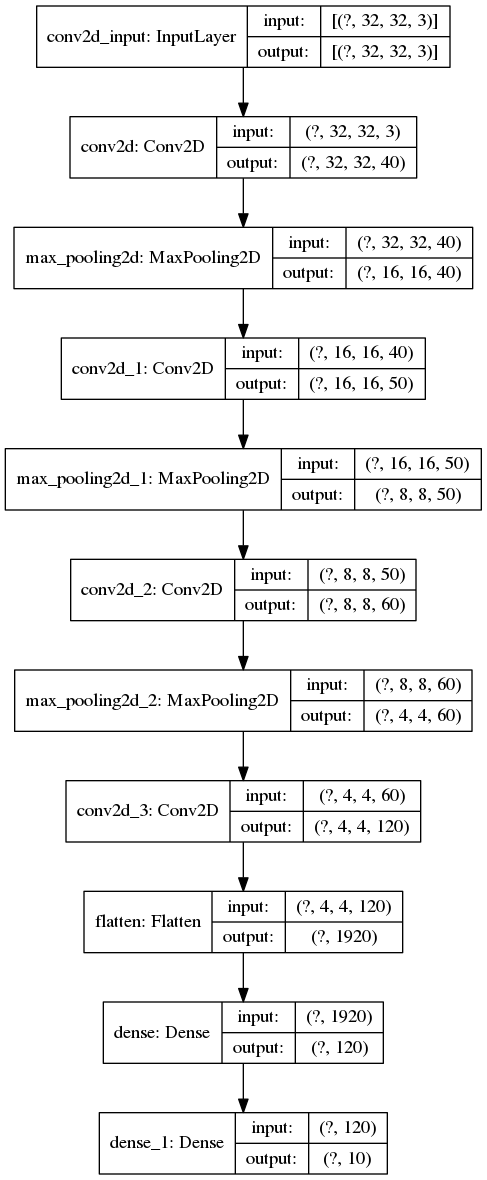 conv2d_input: InputLayer
input: [(?, 32, 32, 3)]
output: [(?, 32, 32, 3)]
conv2d: Conv2D
input: (?, 32, 32, 3)
output: (?, 32, 32, 40)
max_pooling2d: MaxPooling2D
input: (?, 32, 32, 40)
output: (?, 16, 16, 40)
conv2d_1: Conv2D
input: (?, 16, 16, 40)
output: (?, 16, 16, 50)
max_pooling2d_1: MaxPooling2D
input: (?, 16, 16, 50)
output: (?, 8, 8, 50)
conv2d_2: Conv2D
input: (?, 8, 8, 50)
output: (?, 8, 8, 60)
max_pooling2d_2: MaxPooling2D
input: (?, 8, 8, 60)
output: (?, 4, 4, 60)
conv2d_3: Conv2D
input: (?, 4, 4, 60)
output: (?, 4, 4, 120)
flatten: Flatten
input: (?, 4, 4, 120)
output: (?, 1920)
dense: Dense
input: (?, 1920)
output: (?, 120)
dense_1: Dense
input: (?, 120)
output: (?, 10)